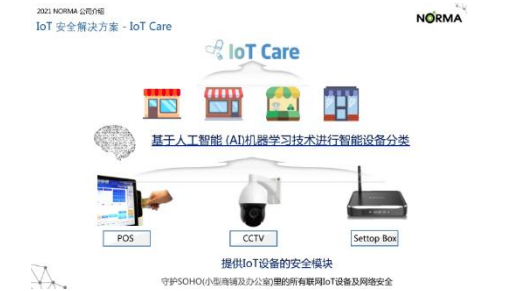 2021 NORMA 公司介绍
NORMA
IoT 安全解决方案 - IoT Care
IoT Care
基于人工智能 (AI)机器学习技术进行智能设备分类
POS
CCTV
Settop Box
提供IoT设备的安全模块
守护SOHO(小型商铺及办公室)里的所有联网IoT设备及网络安全